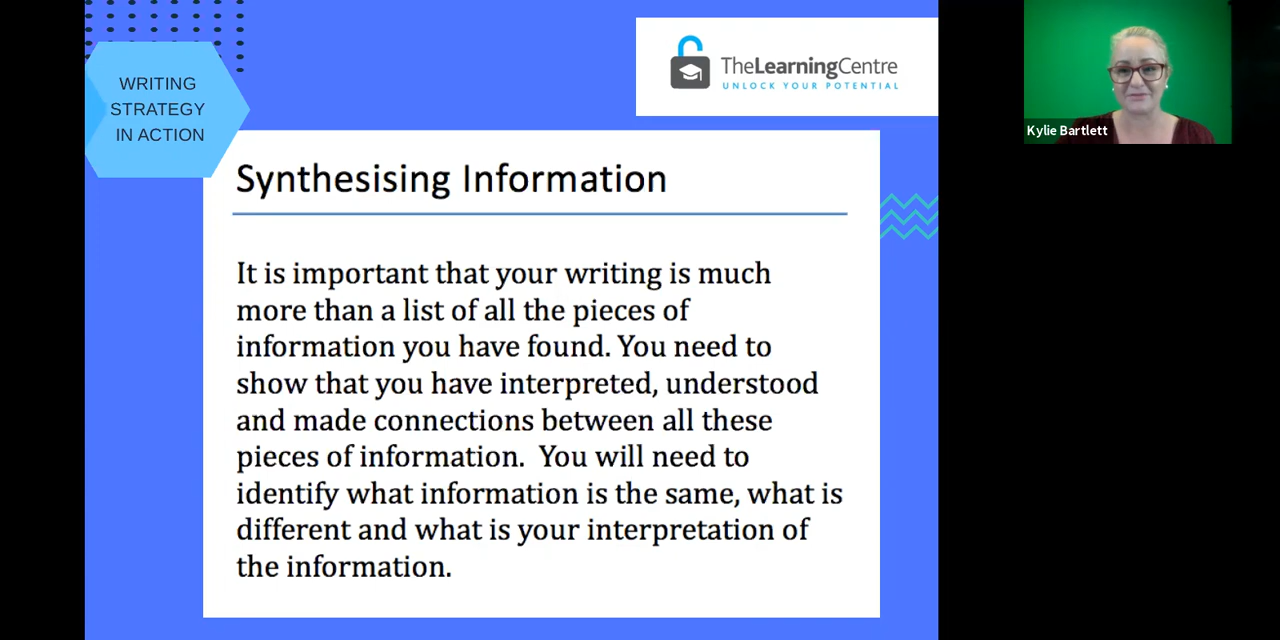 WRITING
STRATEGY
IN ACTION
TheLearningCentre
UNLOCK YOUR POTENTIAL
Kylie Bartlett
Synthesising Information
It is important that your writing is much
more than a list of all the pieces of
information you have found. You need to
show that you have interpreted, understood
and made connections between all these
pieces of information.  You will need to
identify what information is the same, what is
different and what is your interpretation of
the information.